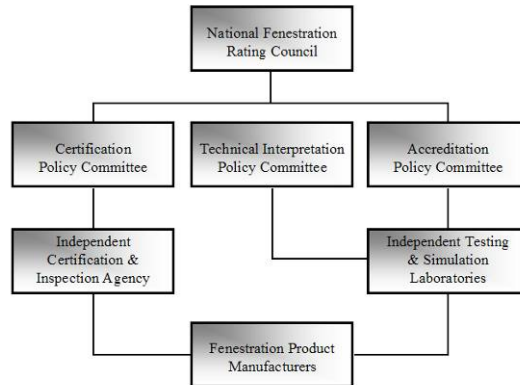 National Fenestration
Rating Council
Certification
Policy Committee
Technical Interpretation
Policy Committee
Accreditation
Policy Committee
Independent
Certification &
Inspection Agency
Independent Testing
& Simulation
Laboratories
Fenestration Product
Manufacturers